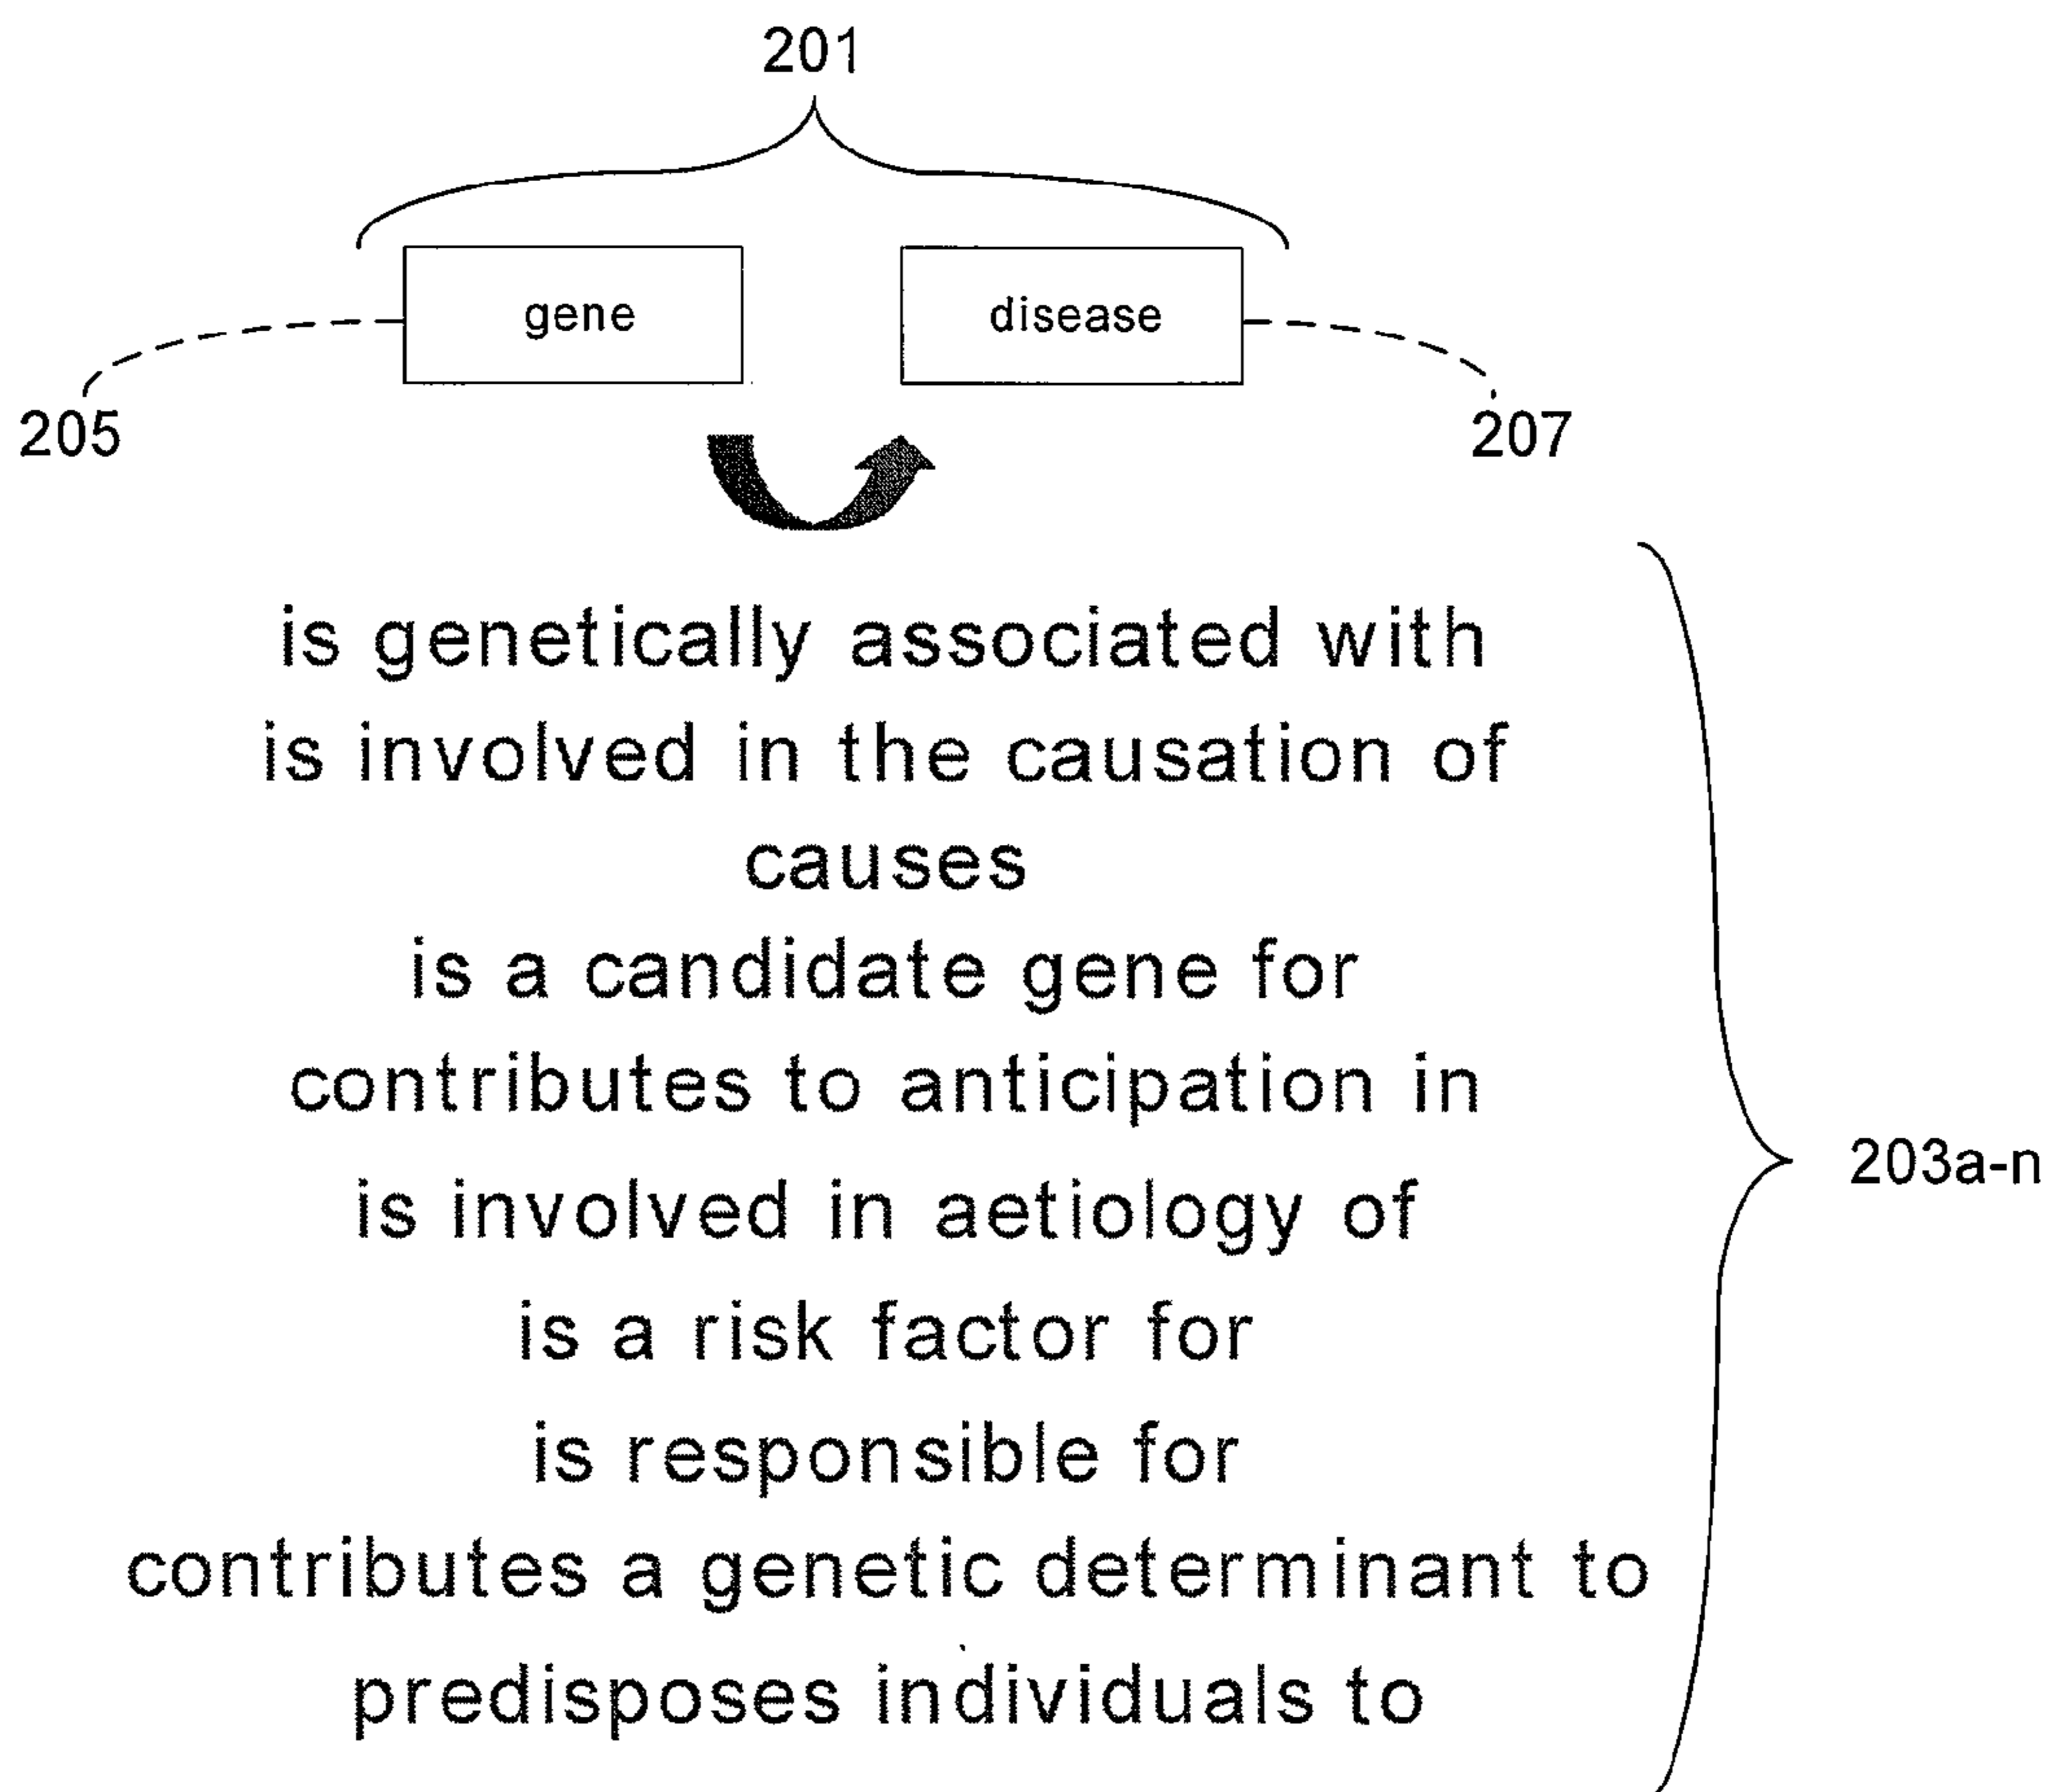 201
gene disease
205 207
is genetically associated with
is involved in the causation of
causes
is a candidate gene for
contributes to anticipation in
203a-n
is involved in aetiology of
is a risk factor for
is responsible for
contributes a genetic determinant to
predisposes individuals to